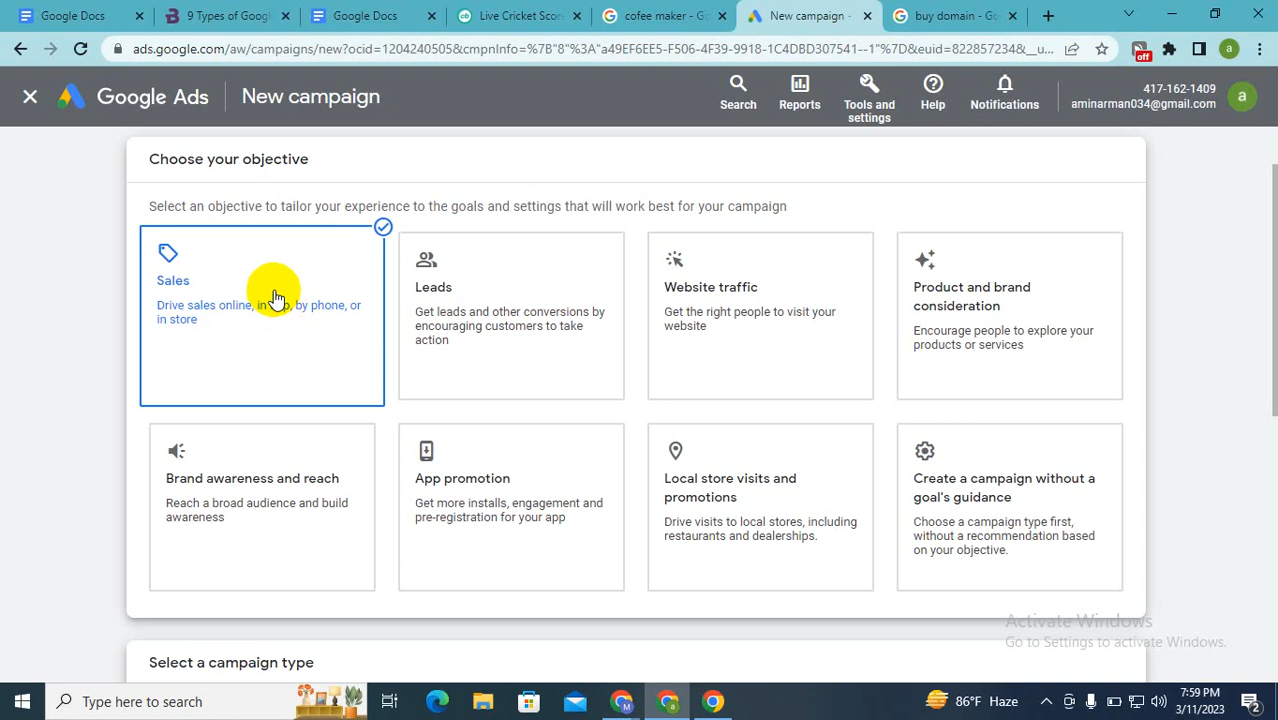 Google Docs
9 Types of Googl
Google Docs
Live Cricket Scor
cofee maker - Go
New campaign -
buy domain - Go
ads.google.com/aw/campaigns/new?ocid=1204240505&cmpnInfo=%7B"8"%3A"a49EF6EE5-F506-4F39-9918-1C4DBD307541--1"%7D&euid=822857234&__u...
off
a
Google Ads
New campaign
Search
Reports
Tools and
settings
Help
Notifications
417-162-1409
aminarman034@gmail.com
a
Choose your objective
Select an objective to tailor your experience to the goals and settings that will work best for your campaign
Sales
Drive sales online, in by phone, or
in store
Leads
Get leads and other conversions by
encouraging customers to take
action
Website traffic
Get the right people to visit your
website
Product and brand
consideration
Encourage people to explore your
products or services
Brand awareness and reach
Reach a broad audience and build
awareness
App promotion
Get more installs, engagement and
pre-registration for your app
Local store visits and
promotions
Drive visits to local stores, including
restaurants and dealerships.
Create a campaign without a
goal's guidance
Choose a campaign type first,
without a recommendation based
on your objective.
Activate Windows
Go to Settings to activate Windows.
Select a campaign type
Type here to search
86°F Haze
7:59 PM
3/11/2023
2